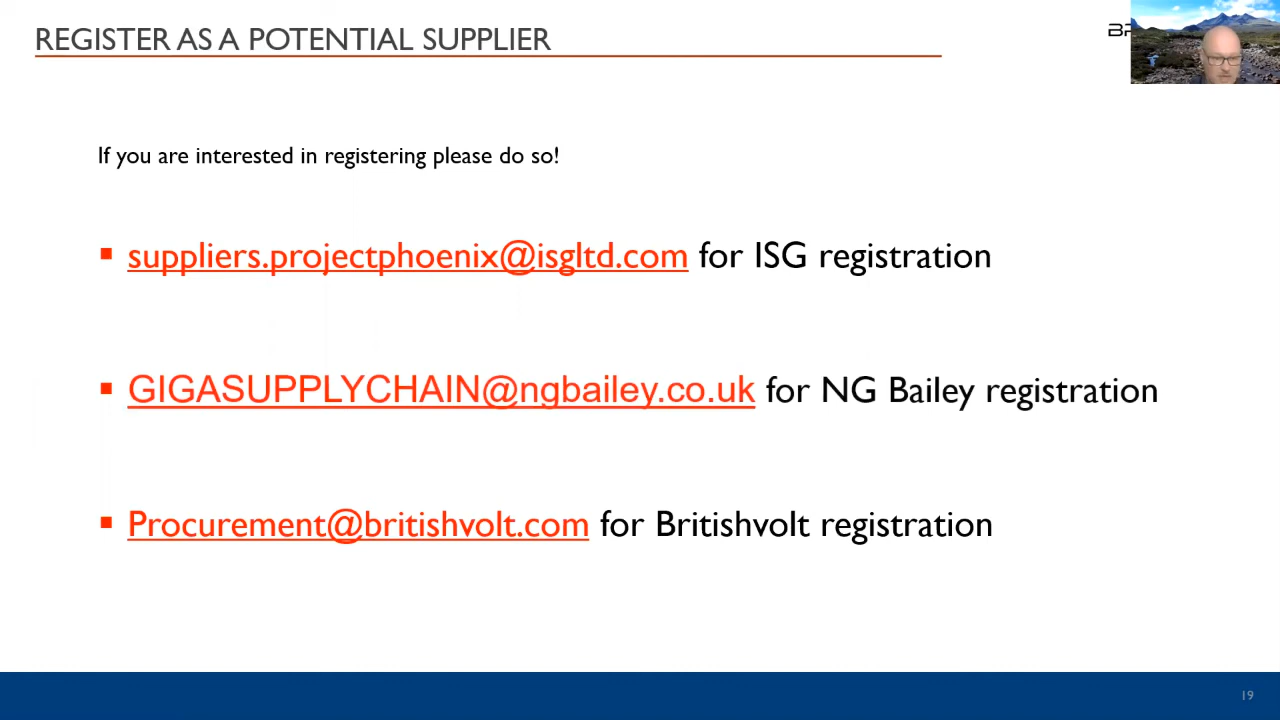 REGISTER AS A POTENTIAL SUPPLIER
If you are interested in registering please do so!
suppliers.projectphoenix@isgltd.com for ISG registration
GIGASUPPLYCHAIN@ngbailey.co.uk for NG Bailey registration
Procurement@britishvolt.com for Britishvolt registration
19